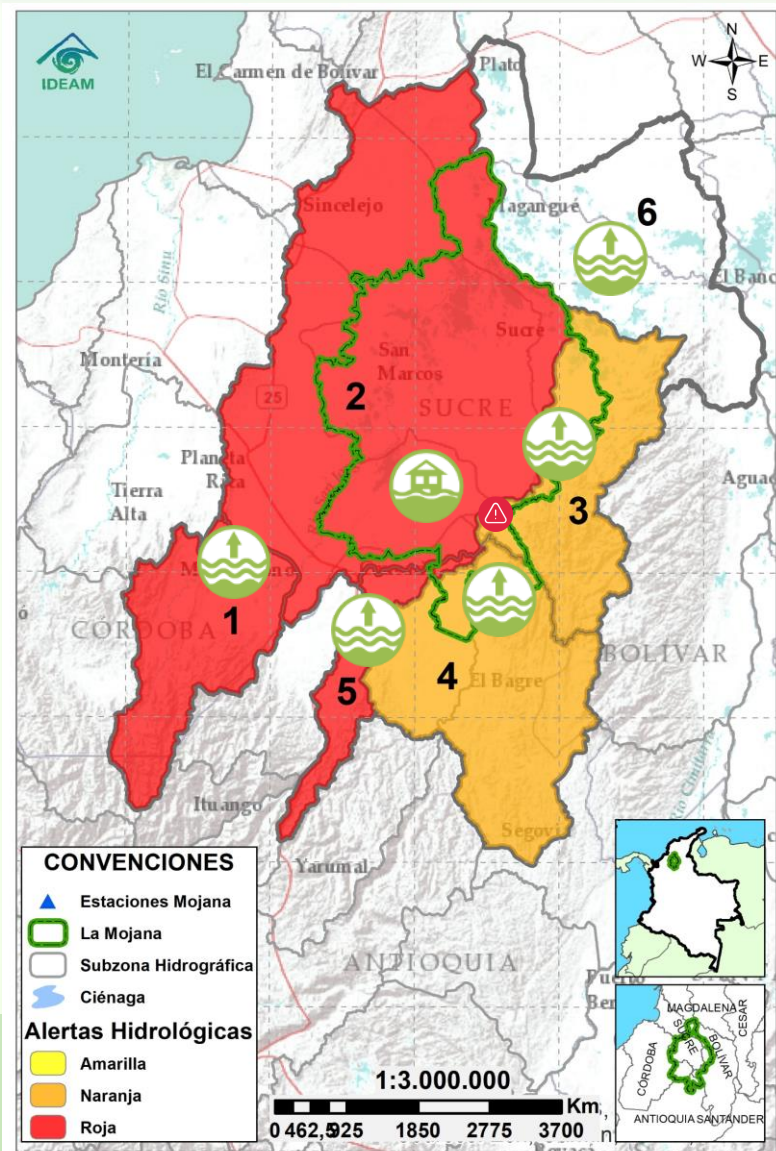 IDEAM
N
W
E
S
El Carmen de Bolívar
Plato
Sincelejo
Magangué
6
El Banc
Río Sinú
Sucre
Montería
San
Marcos
2
25
SUCRE
Planeta
Rica
Tierra
Alta
Aguac
3
1
CÓRDOBA
BOLÍVAR
4
El Bagre
5
Ituango
Segovi
Yarumal
ANTIOQUIA
CONVENCIONES
Estaciones Mojana
La Mojana
Subzona Hidrográfica
Ciénaga
Alertas Hidrológicas
Amarilla
Naranja
Roja
1:3.000.000
Km
0 462,5 925 1850 2775 3700
MAGDALENA
CESAR
SUCRE
BOLÍVAR
CÓRDOBA
ANTIOQUIA
SANTANDER